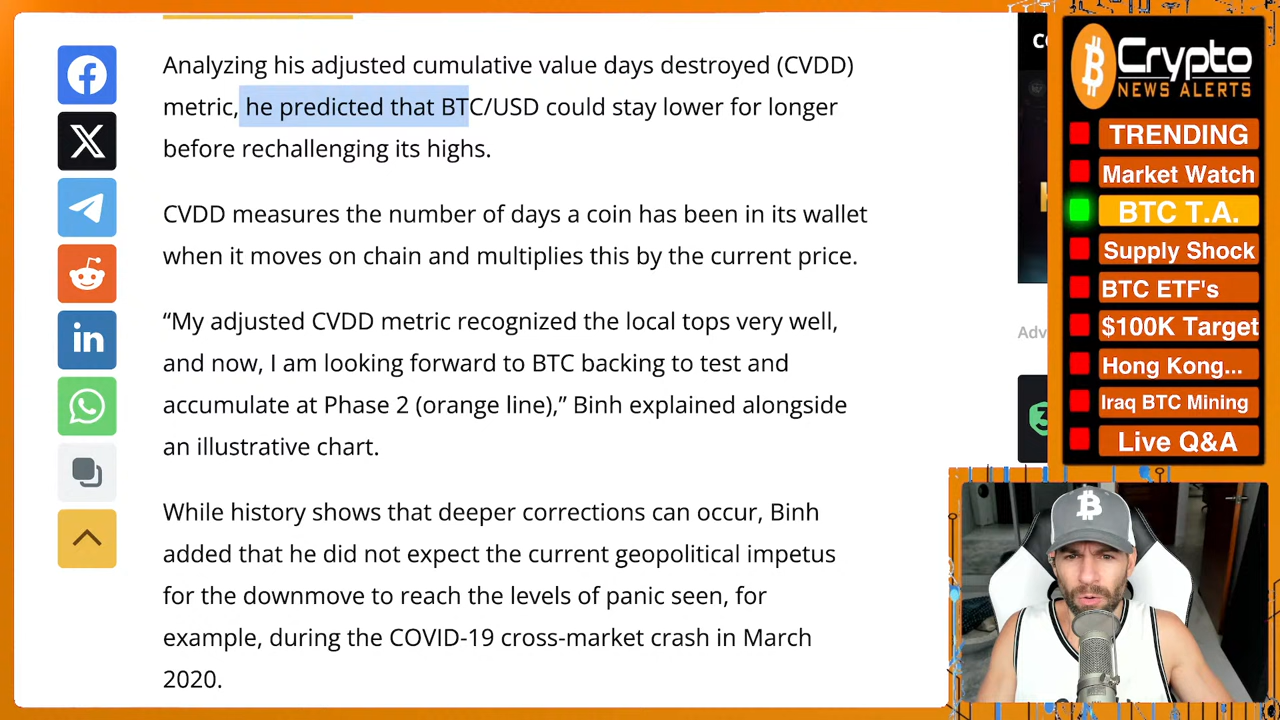 Analyzing his adjusted cumulative value days destroyed (CVDD)
metric, he predicted that BTC/USD could stay lower for longer
before rechallenging its highs.
CVDD measures the number of days a coin has been in its wallet
when it moves on chain and multiplies this by the current price.
“My adjusted CVDD metric recognized the local tops very well,
and now, I am looking forward to BTC backing to test and
accumulate at Phase 2 (orange line),” Binh explained alongside
an illustrative chart.
While history shows that deeper corrections can occur, Binh
added that he did not expect the current geopolitical impetus
for the downmove to reach the levels of panic seen, for
example, during the COVID-19 cross-market crash in March
2020.
Crypto
NEWS ALERTS
TRENDING
Market Watch
BTC T.A.
Supply Shock
BTC ETF's
$100K Target
Hong Kong...
Iraq BTC Mining
Live Q&A